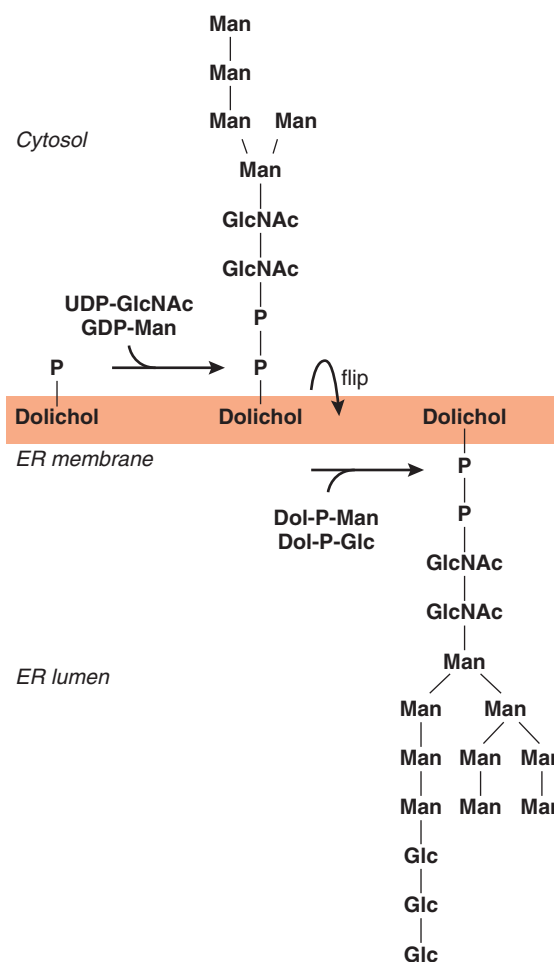 Man
Man
Man Man
Cytosol
Man
GlcNAc
GlcNAc
UDP-GlcNAc
GDP-Man
P
P
P
flip
Dolichol Dolichol Dolichol
ER membrane
P
Dol-P-Man
Dol-P-Glc
P
GlcNAc
GlcNAc
ER lumen
Man
Man Man
Man Man Man
Man Man Man
Glc
Glc
Glc